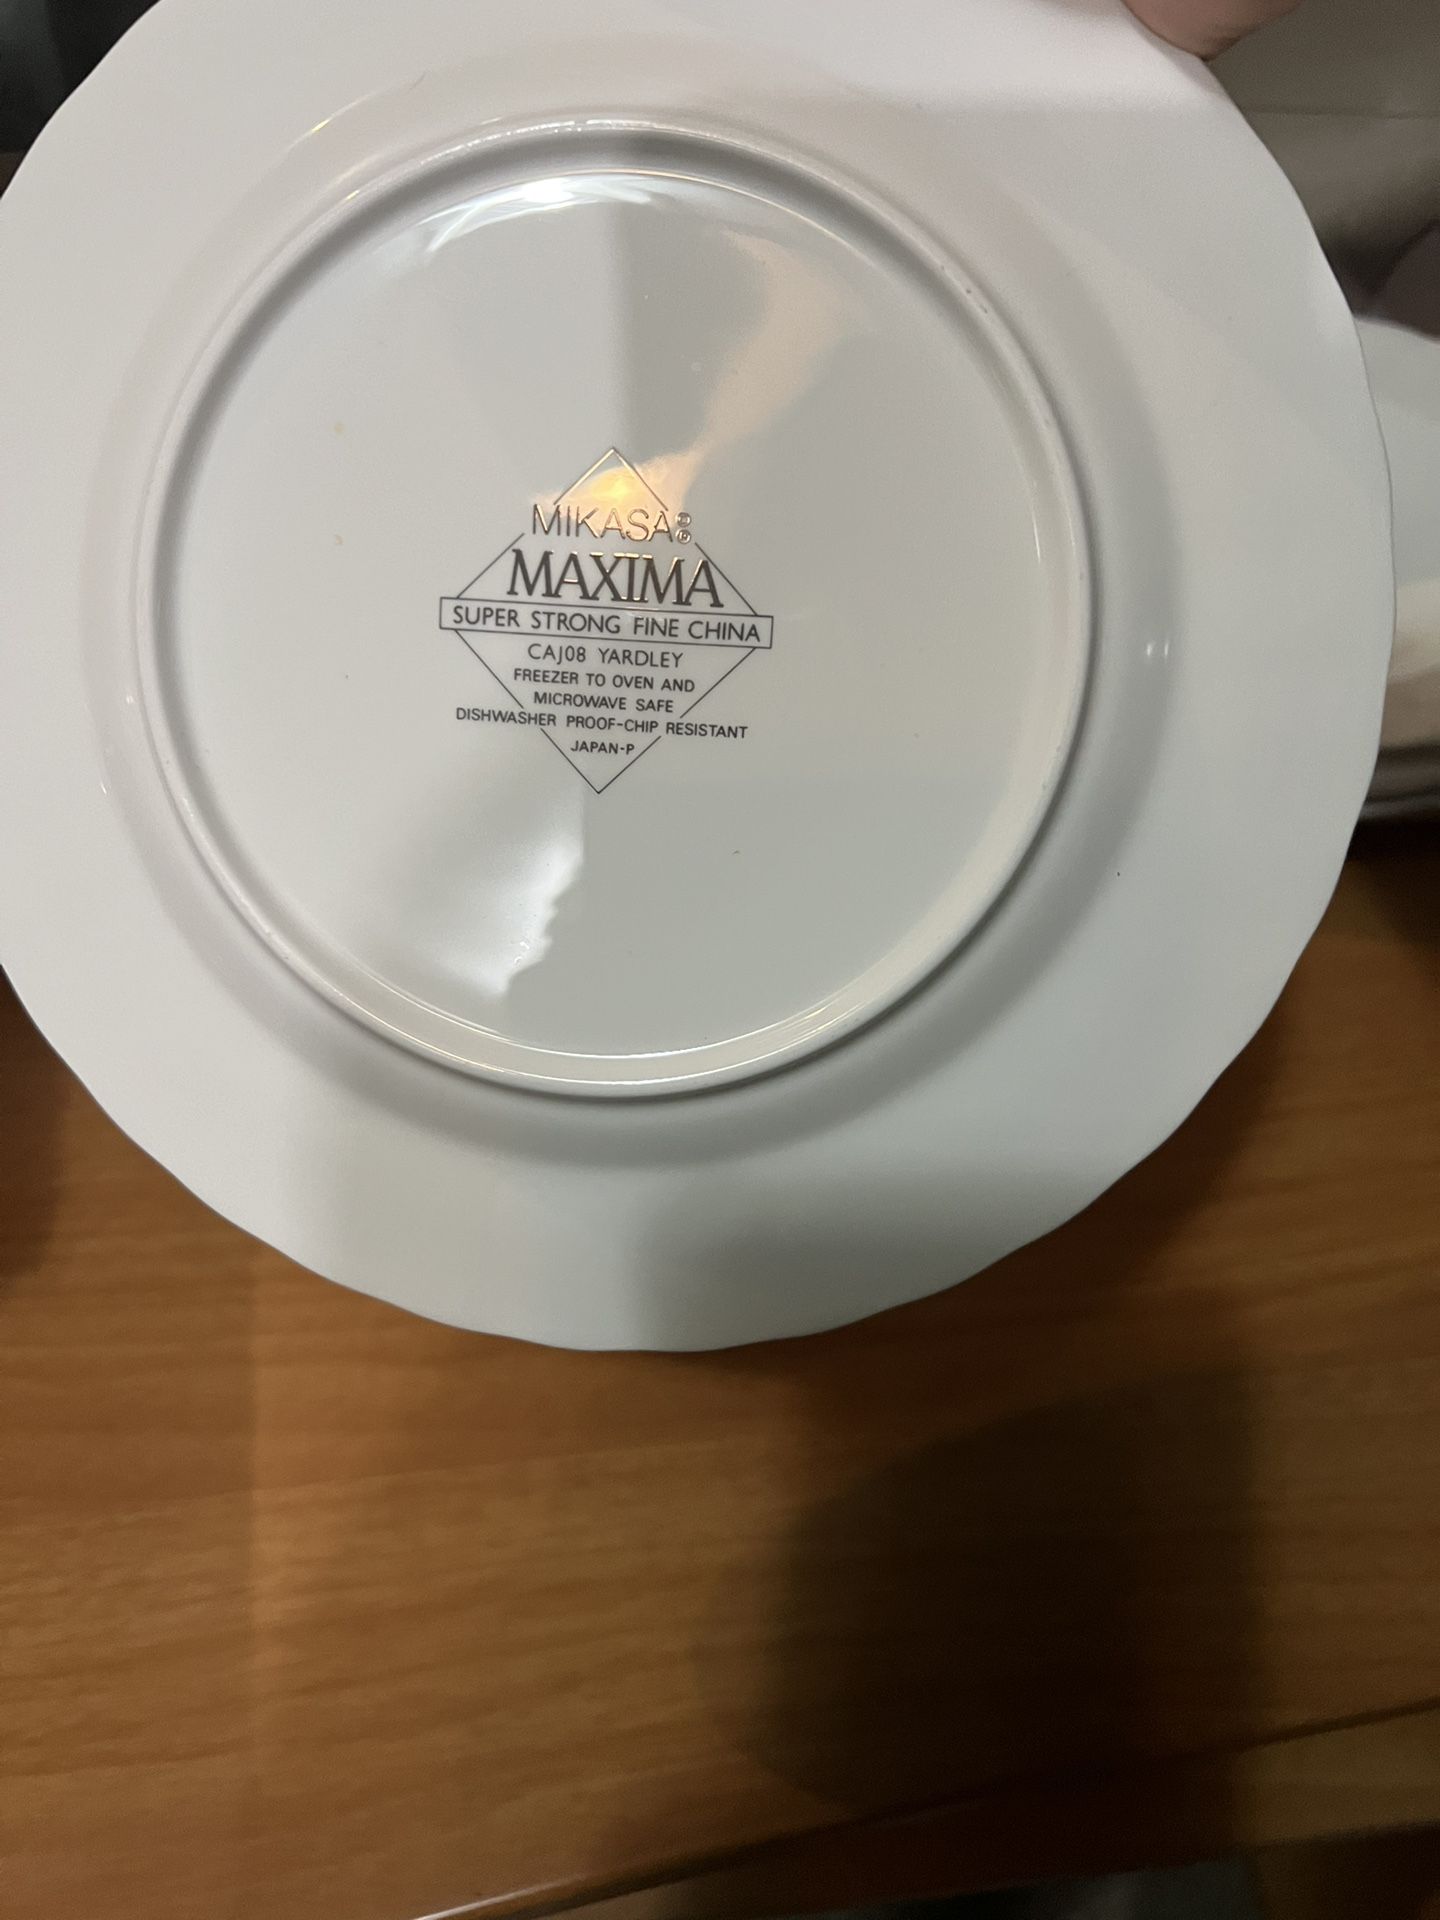 MIKASA®
MAXIMA
SUPER STRONG FINE CHINA
CAJ08 YARDLEY
FREEZER TO OVEN AND
MICROWAVE SAFE
DISHWASHER PROOF-CHIP RESISTANT
JAPAN-P